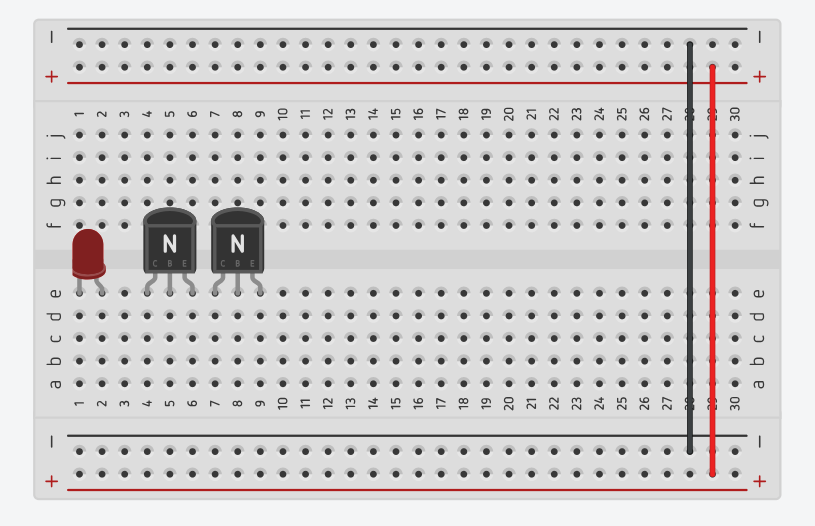 − −
+ +
1 2 3 4 5 6 7 8 9 10 11 12 13 14 15 16 17 18 19 20 21 22 23 24 25 26 27 28 29 30
j j
i i
h h
g g
f f
N N
C B E C B E
e e
d d
c c
b b
a a
1 2 3 4 5 6 7 8 9 10 11 12 13 14 15 16 17 18 19 20 21 22 23 24 25 26 27 28 29 30
− −
+ +